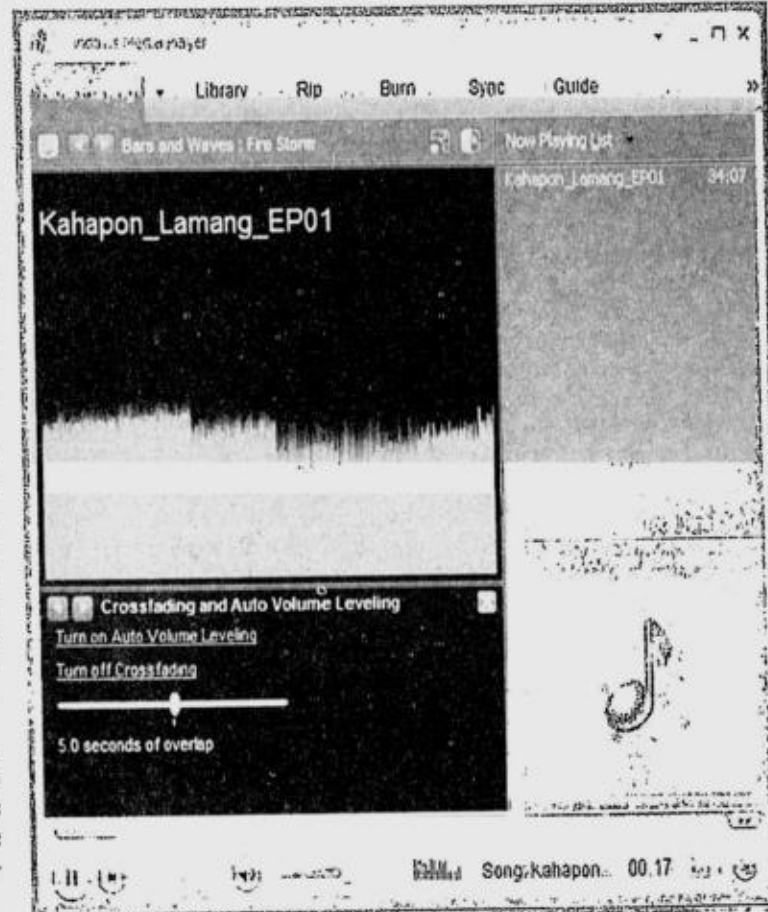 Library Rip Burn Sync Guide
Bars and Waves : Fire Storm
Now Playing List
Kahapon_Lamang_EP01 34:07
Kahapon_Lamang_EP01
Crossfading and Auto Volume Leveling
Turn on Auto Volume Leveling
Turn off Crossfading
5.0 seconds of overlap
Song: kahapon... 00.17